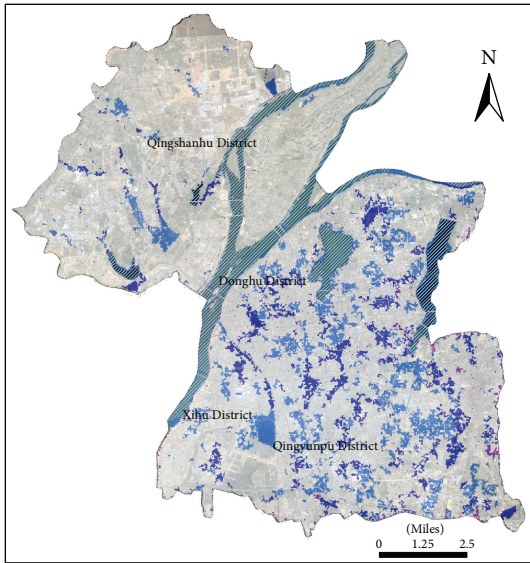 N
Qingshanhu District
Donghu District
Xihu District
Qingyunpu District
(Miles)
0 1.25 2.5